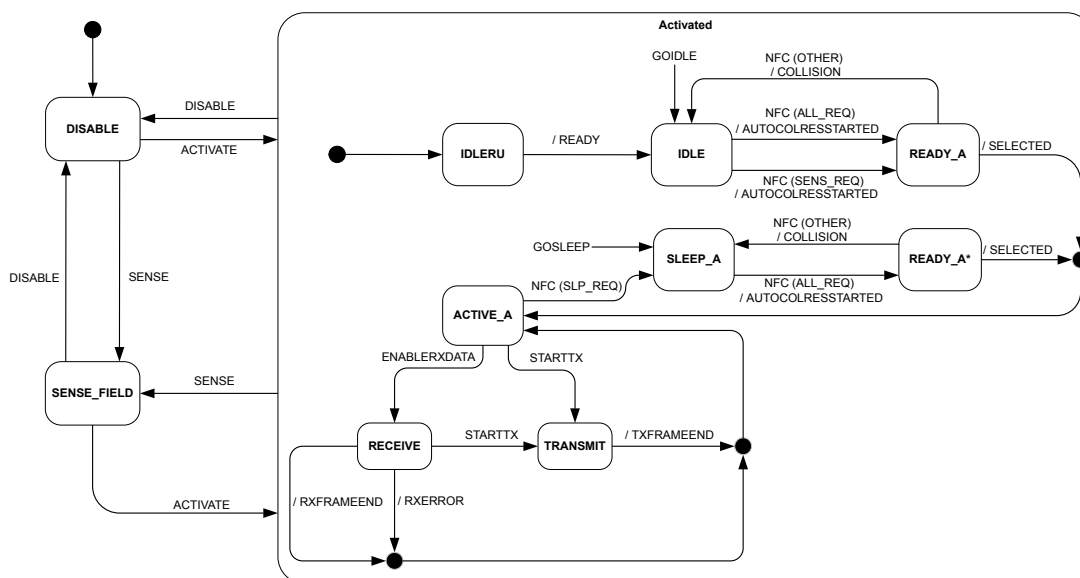 Activated
GOIDLE
NFC (OTHER)
/ COLLISION
DISABLE
DISABLE
ACTIVATE
IDLERU
/ READY
IDLE
NFC (ALL_REQ)
/ AUTOCOLRESSTARTED
READY_A
/ SELECTED
NFC (SENS_REQ)
/ AUTOCOLRESSTARTED
NFC (OTHER)
/ COLLISION
GOSLEEP
SLEEP_A
READY_A*
/ SELECTED
DISABLE
SENSE
NFC (SLP_REQ)
NFC (ALL_REQ)
/ AUTOCOLRESSTARTED
ACTIVE_A
ENABLERXDATA
STARTTX
SENSE_FIELD
SENSE
RECEIVE
STARTTX
TRANSMIT
/ TXFRAMEEND
ACTIVATE
/ RXFRAMEEND
/ RXERROR